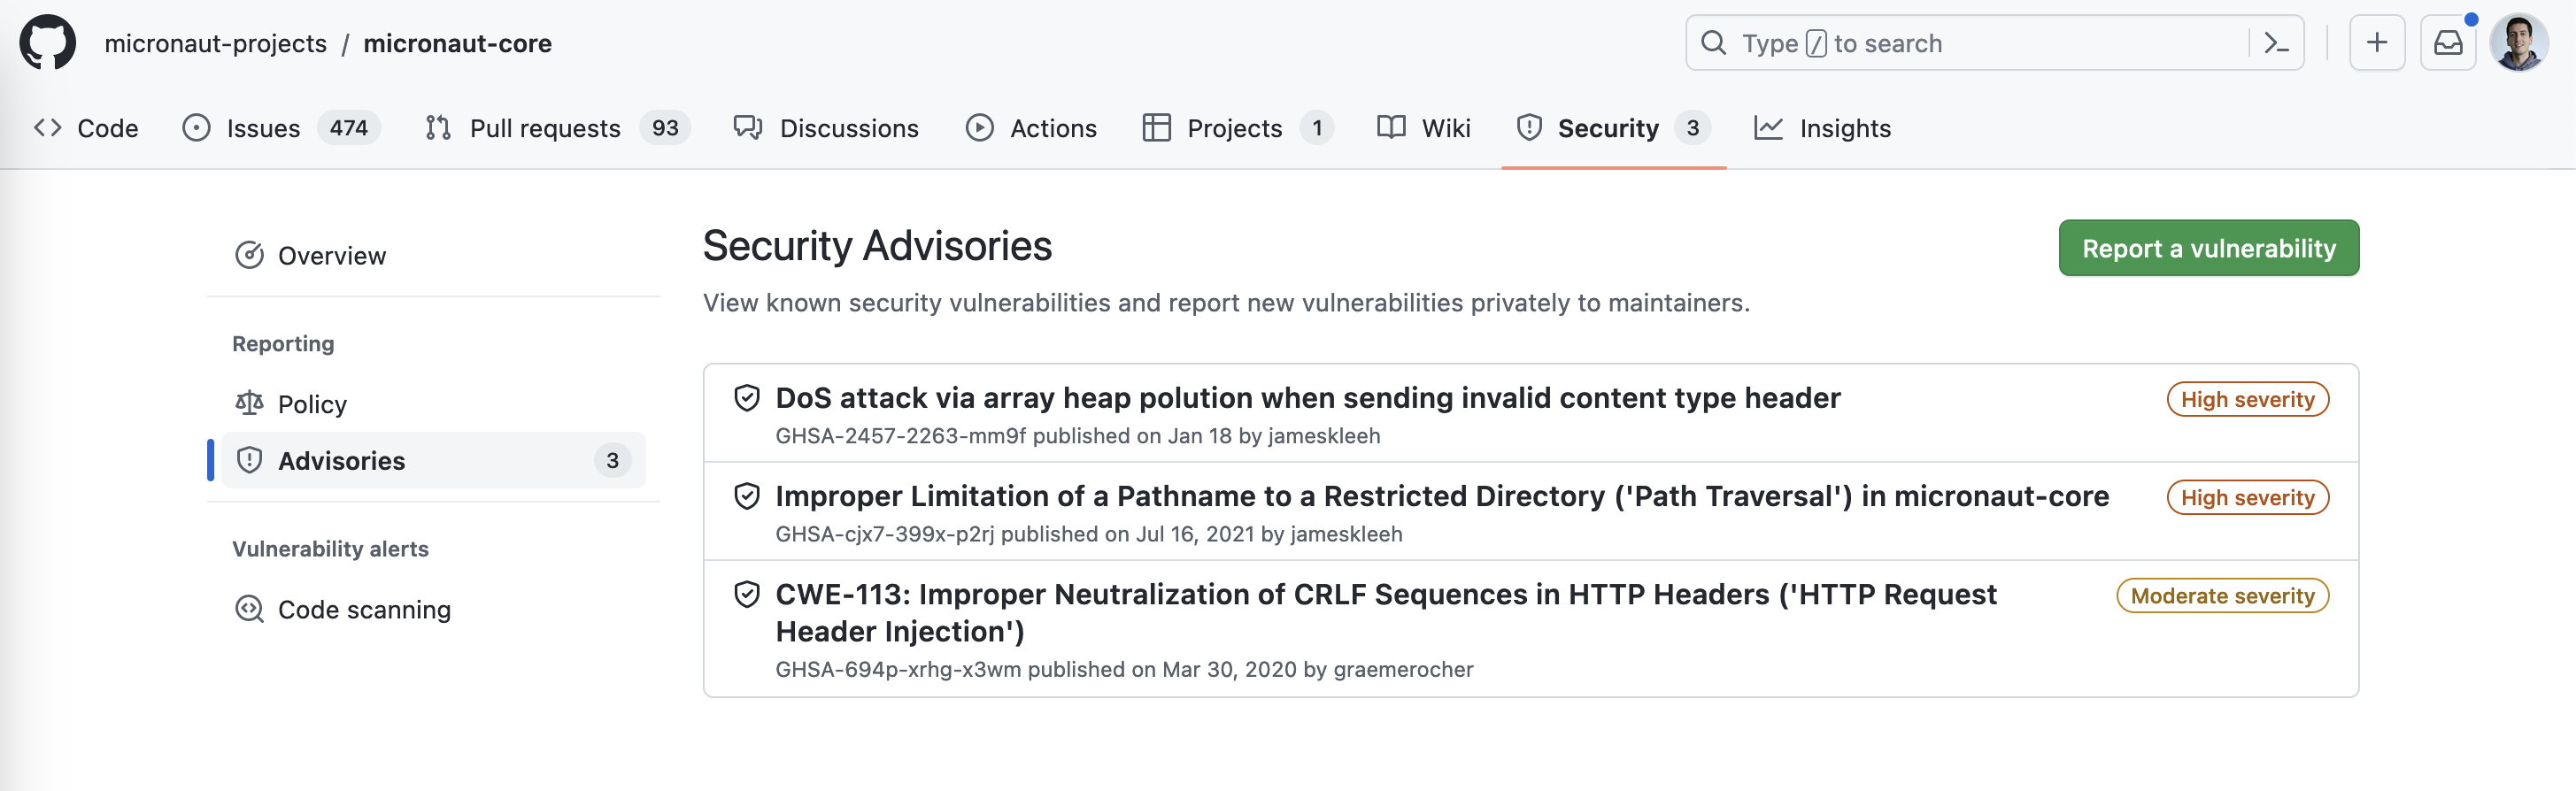 micronaut-projects / micronaut-core
Type / to search
Code
Issues 474
Pull requests 93
Discussions
Actions
Projects 1
Wiki
Security 3
Insights
Overview
Reporting
Policy
Advisories 3
Vulnerability alerts
Code scanning
Security Advisories
Report a vulnerability
View known security vulnerabilities and report new vulnerabilities privately to maintainers.
DoS attack via array heap polution when sending invalid content type header
High severity
GHSA-2457-2263-mm9f published on Jan 18 by jameskleeh
Improper Limitation of a Pathname to a Restricted Directory ('Path Traversal') in micronaut-core
High severity
GHSA-cjx7-399x-p2rj published on Jul 16, 2021 by jameskleeh
CWE-113: Improper Neutralization of CRLF Sequences in HTTP Headers ('HTTP Request
Header Injection')
Moderate severity
GHSA-694p-xrhg-x3wm published on Mar 30, 2020 by graemerocher